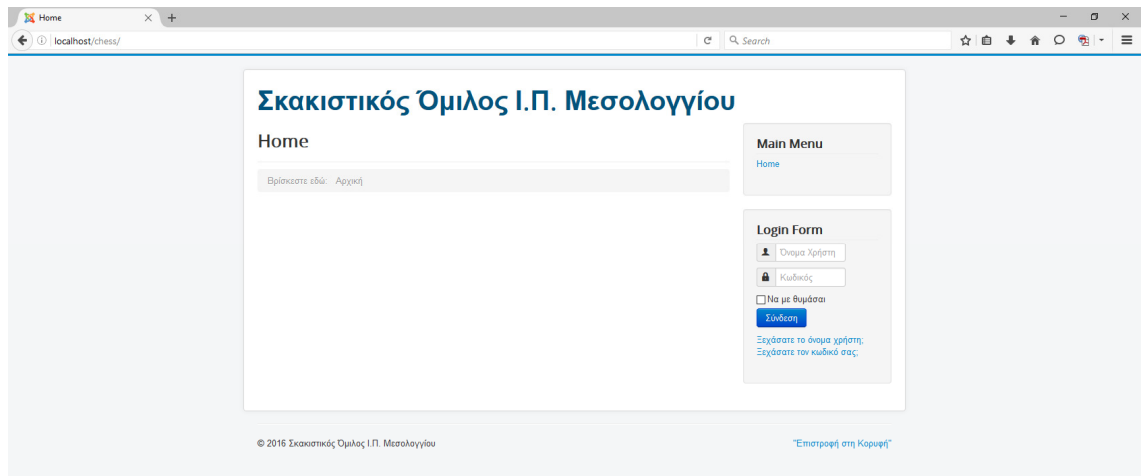 Home
localhost/chess/
Search
Σκακιστικός Όμιλος Ι.Π. Μεσολογγίου
Home
Βρίσκεστε εδώ: Αρχική
Main Menu
Home
Login Form
Όνομα Χρήστη
Κωδικός
Να με θυμάσαι
Σύνδεση
Ξεχάσατε το όνομα χρήστη;
Ξεχάσατε τον κωδικό σας;
© 2016 Σκακιστικός Όμιλος Ι.Π. Μεσολογγίου
"Επιστροφή στη Κορυφή"